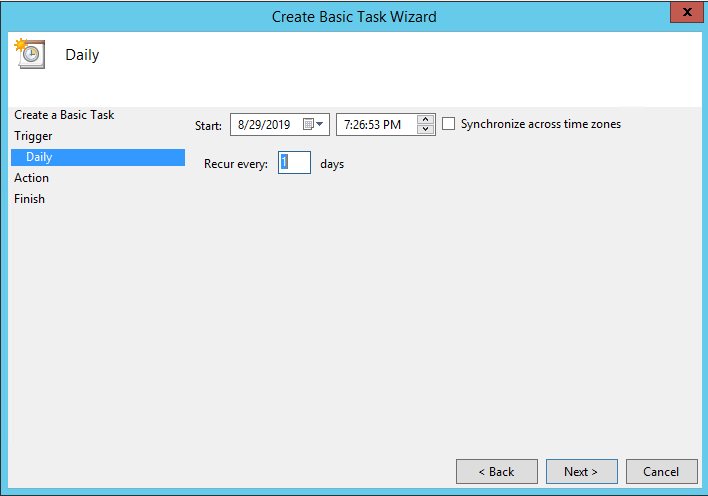 Create Basic Task Wizard
X
Daily
Create a Basic Task
Trigger
Daily
Action
Finish
Start: 8/29/2019 7:26:53 PM Synchronize across time zones
Recur every: 1 days
< Back Next > Cancel